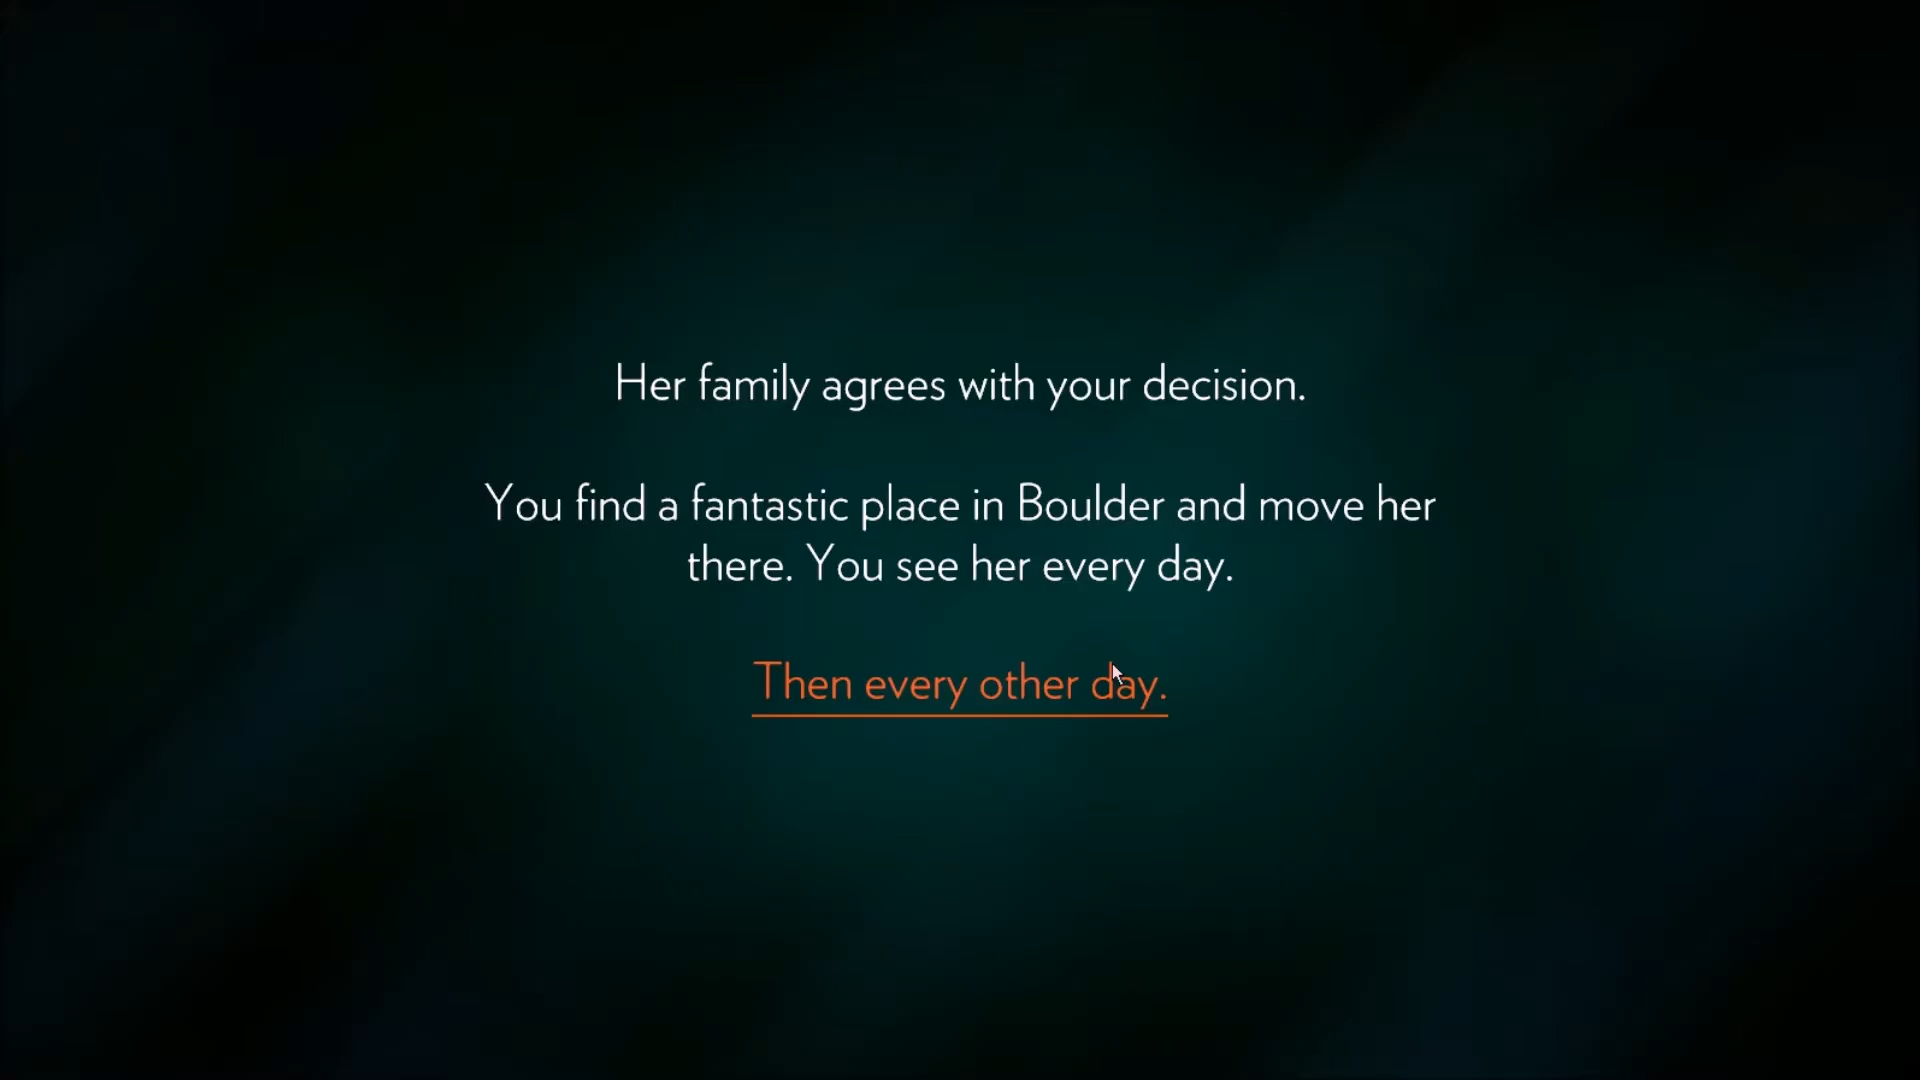 Her family agrees with your decision.
You find a fantastic place in Boulder and move her
there. You see her every day.
Then every other day.